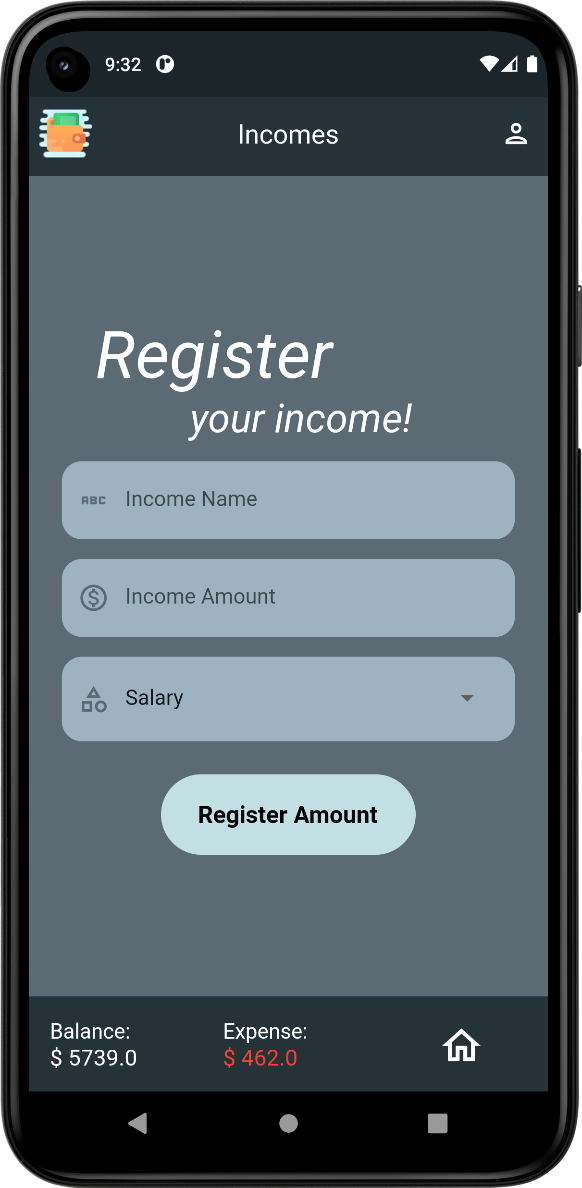 9:32
Incomes
Register
your income!
ABC Income Name
$ Income Amount
Salary
Register Amount
Balance: Expense:
$ 5739.0 $ 462.0